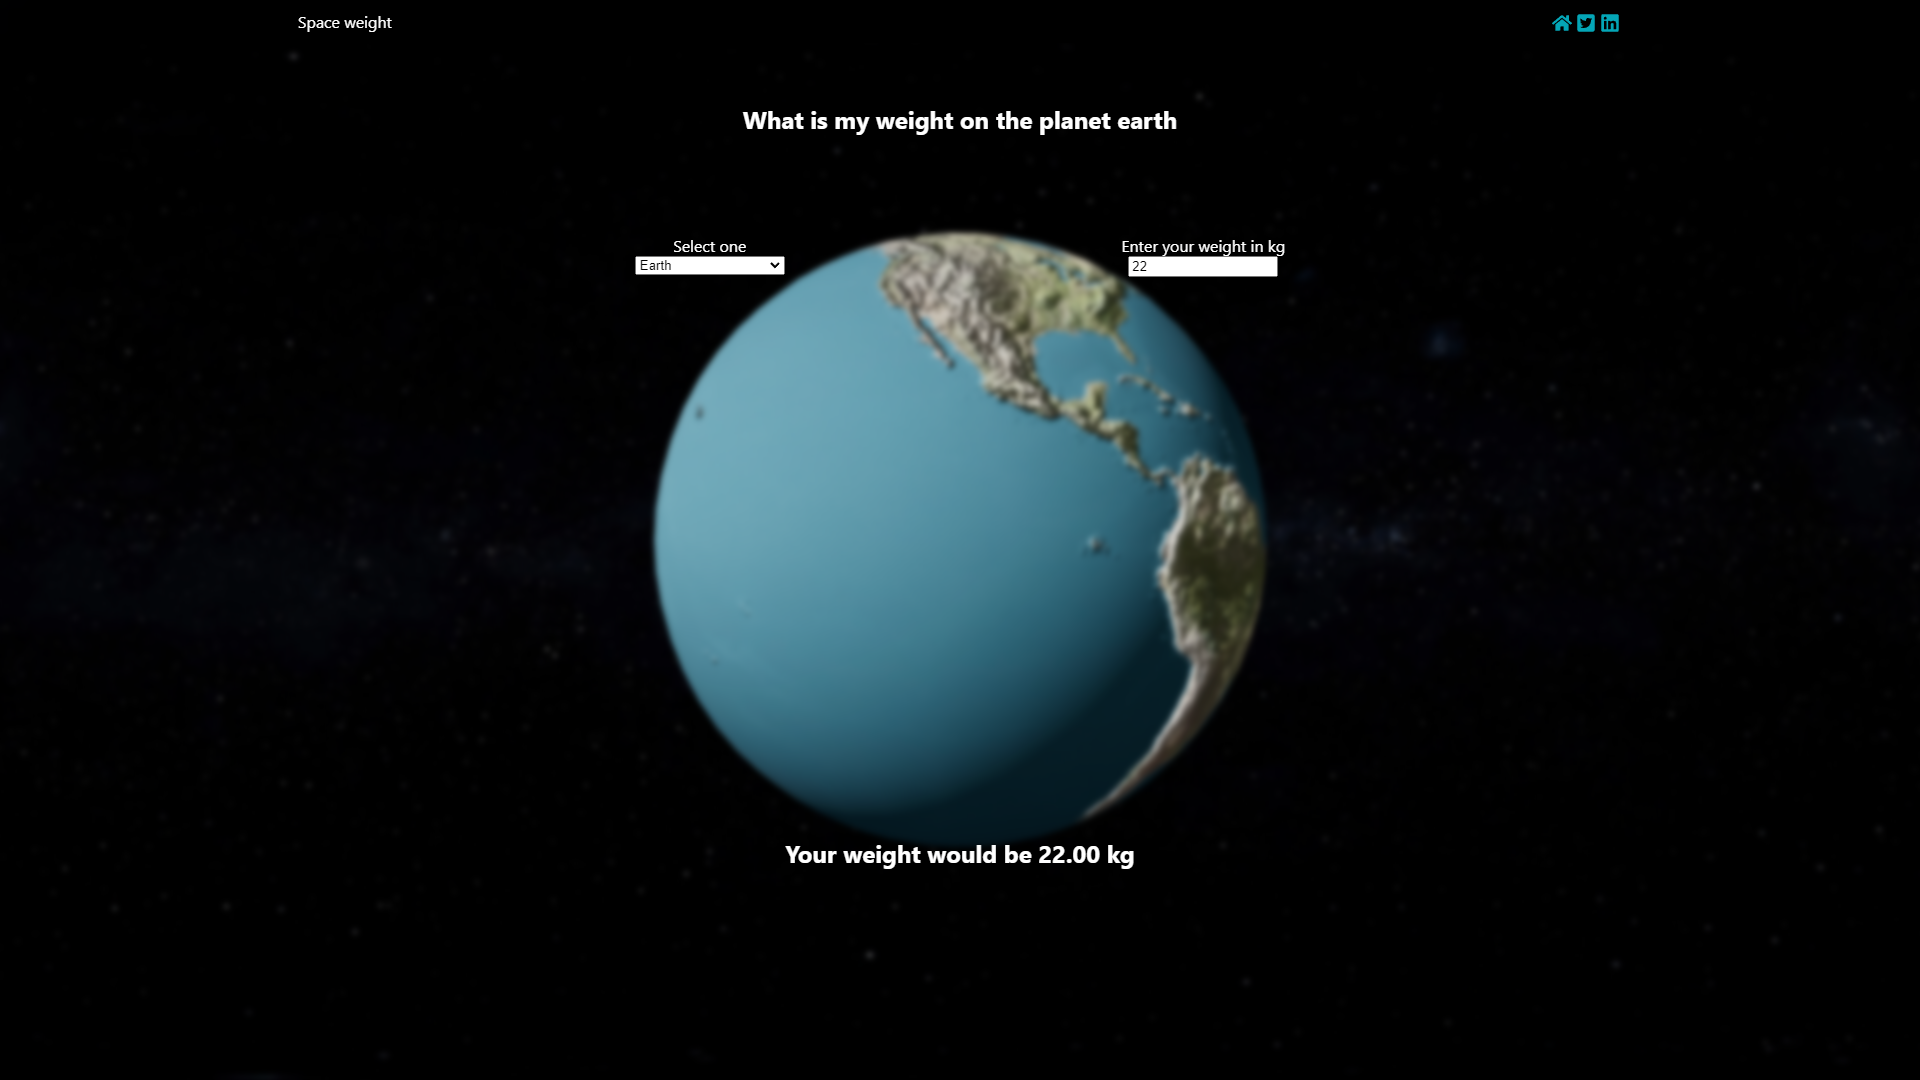 Space weight
What is my weight on the planet earth
Select one
Enter your weight in kg
Earth
22
Your weight would be 22.00 kg